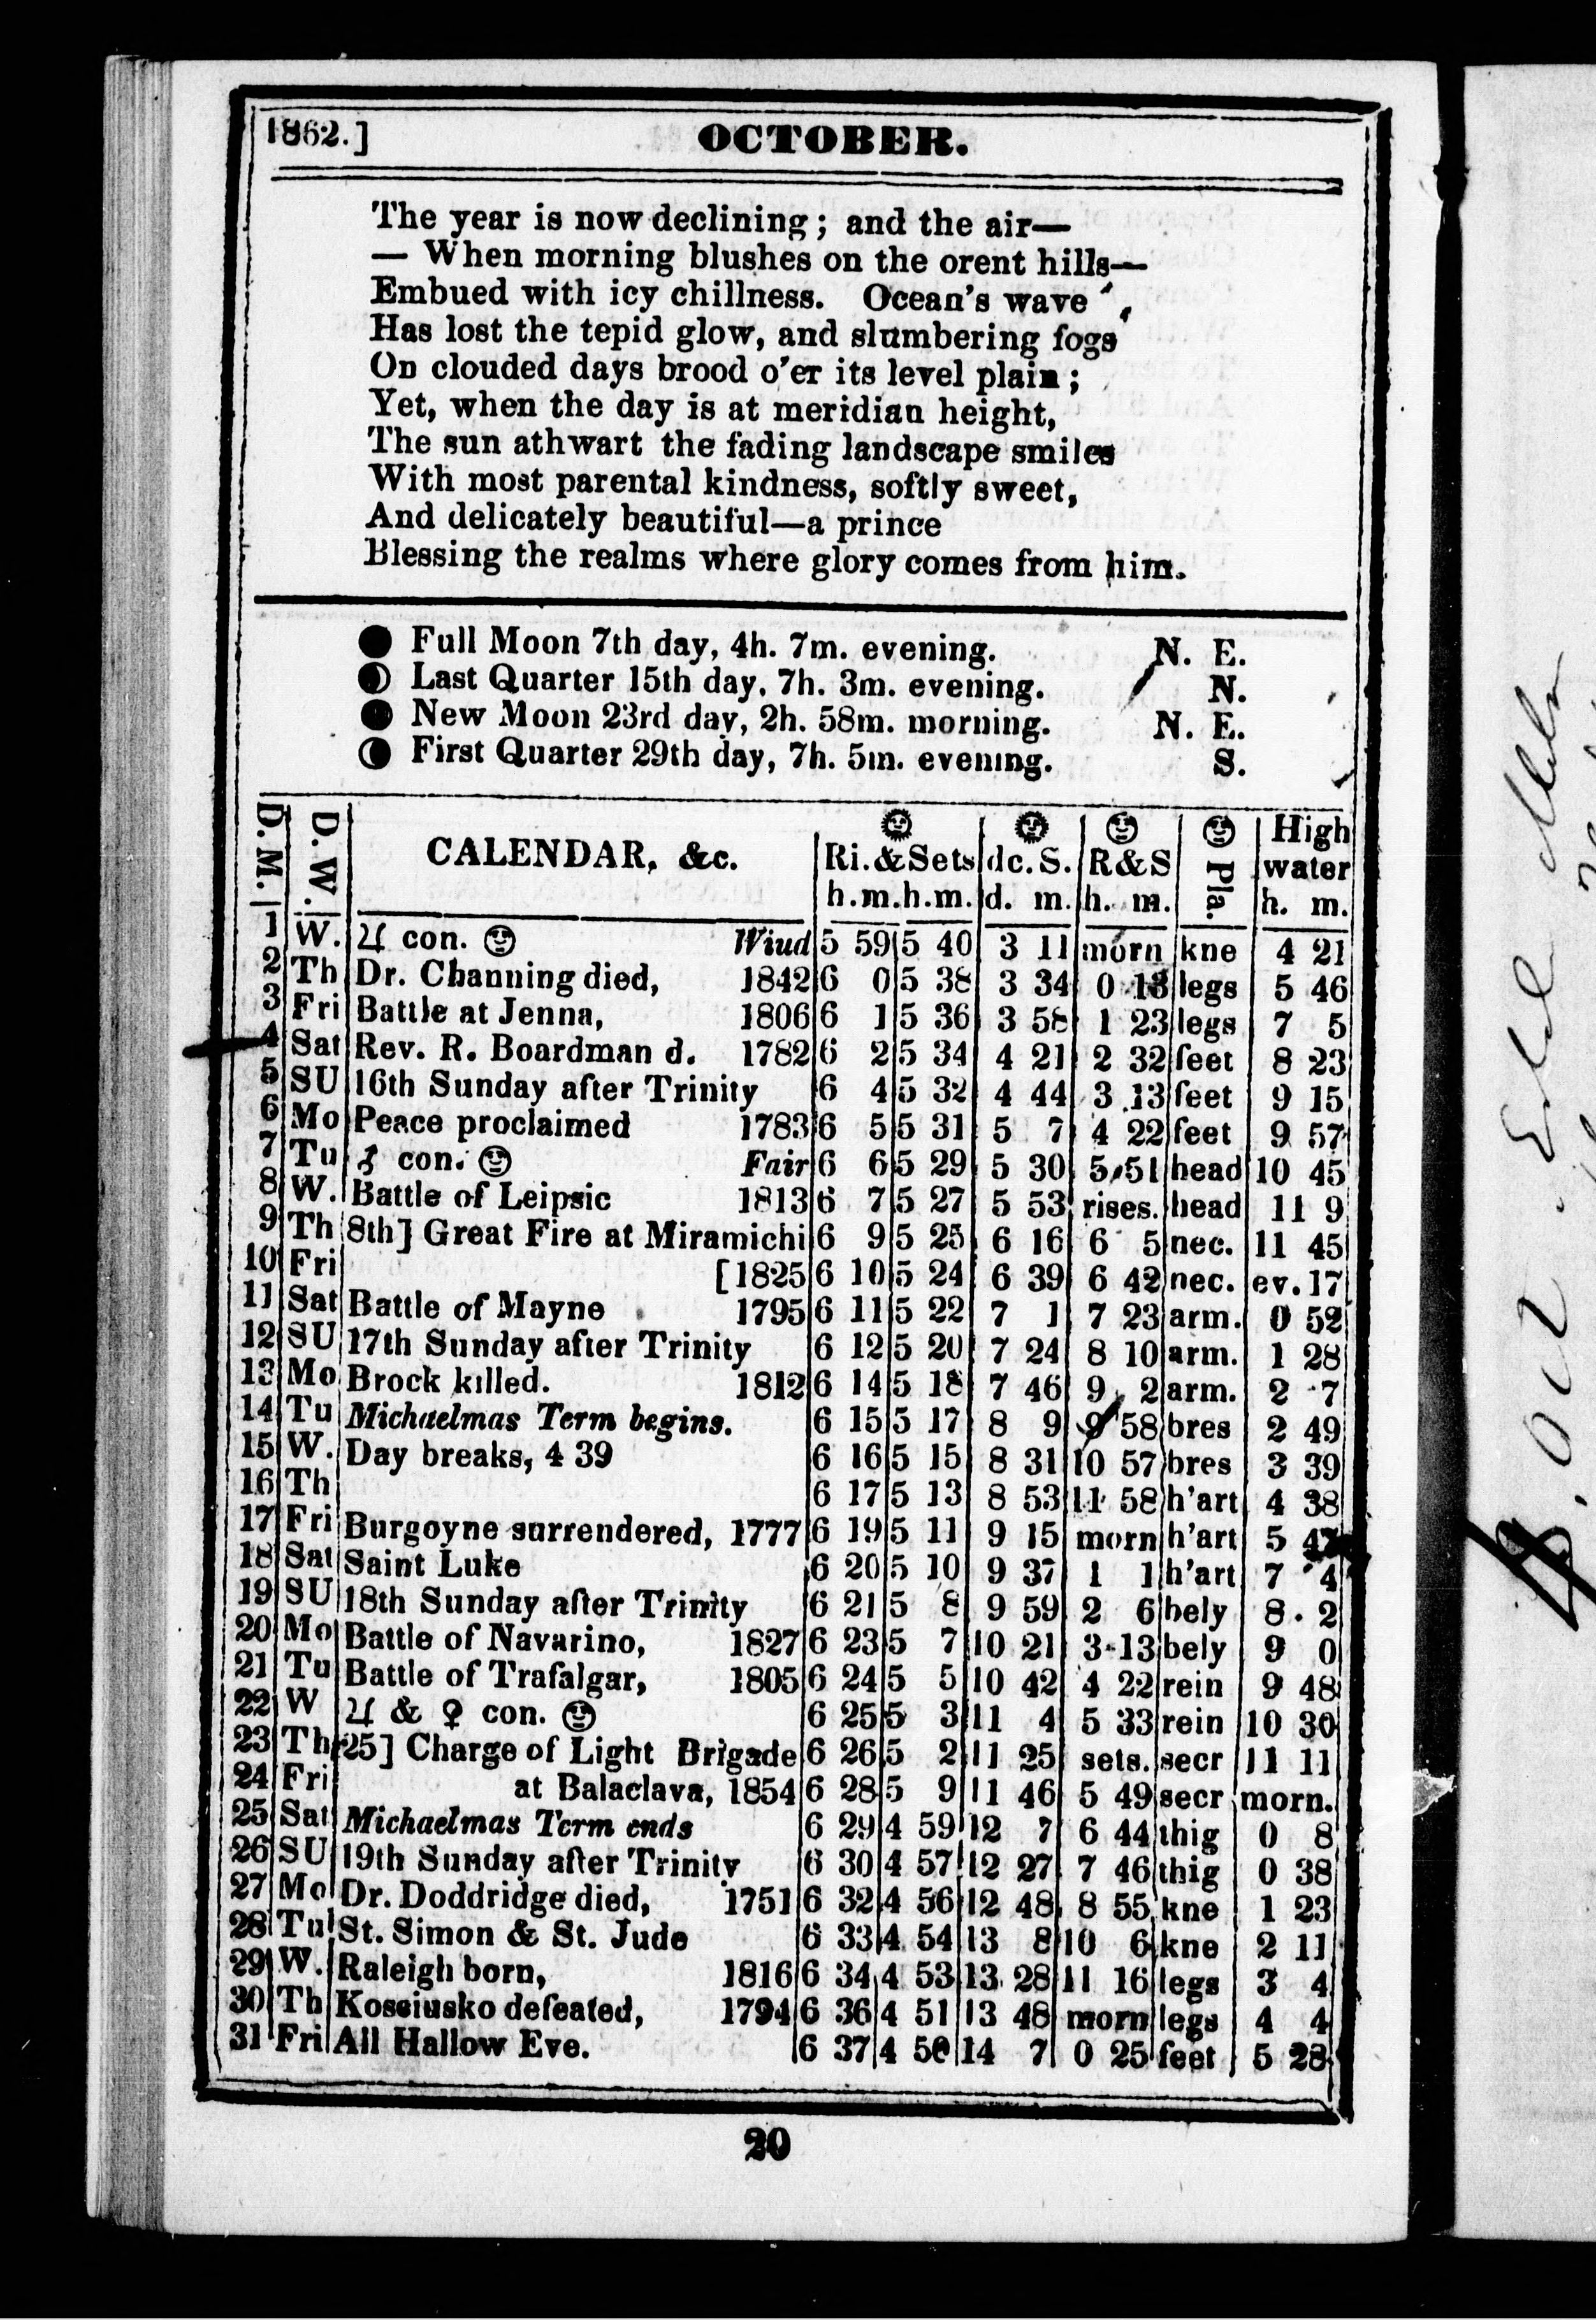 1862.] OCTOBER.
The year is now declining; and the air—
— When morning blushes on the orent hills—
Embued with icy chillness. Ocean's wave
Has lost the tepid glow, and slumbering fogs
On clouded days brood o'er its level plain;
Yet, when the day is at meridian height,
The sun athwart the fading landscape smiles
With most parental kindness, softly sweet,
And delicately beautiful—a prince
Blessing the realms where glory comes from him.
● Full Moon 7th day, 4h. 7m. evening. N. E.
Last Quarter 15th day, 7h. 3m. evening. N.
● New Moon 23rd day, 2h. 58m. morning. N. E.
First Quarter 29th day, 7h. 5m. evening. S.
D.M. D.W. CALENDAR, &c. Ri.&Sets dc.S. R&S Pla. High water
h.m. h.m. d. m. h. m. h. m.
1 W. ♃ con. Wind 5 59 5 40 3 11 morn kne 4 21
2 Th Dr. Channing died, 1842 6 0 5 38 3 34 0 13 legs 5 46
3 Fri Battle at Jenna, 1806 6 1 5 36 3 58 1 23 legs 7 5
4 Sat Rev. R. Boardman d. 1782 6 2 5 34 4 21 2 32 feet 8 23
5 SU 16th Sunday after Trinity 6 4 5 32 4 44 3 13 feet 9 15
6 Mo Peace proclaimed 1783 6 5 5 31 5 7 4 22 feet 9 57
7 Tu ♂ con. Fair 6 6 5 29 5 30 5 51 head 10 45
8 W. Battle of Leipsic 1813 6 7 5 27 5 53 rises. head 11 9
9 Th 8th] Great Fire at Miramichi 6 9 5 25 6 16 6 5 nec. 11 45
10 Fri [1825 6 10 5 24 6 39 6 42 nec. ev. 17
11 Sat Battle of Mayne 1795 6 11 5 22 7 1 7 23 arm. 0 52
12 SU 17th Sunday after Trinity 6 12 5 20 7 24 8 10 arm. 1 28
13 Mo Brock killed. 1812 6 14 5 18 7 46 9 2 arm. 2 7
14 Tu Michaelmas Term begins. 6 15 5 17 8 9 9 58 bres 2 49
15 W. Day breaks, 4 39 6 16 5 15 8 31 10 57 bres 3 39
16 Th 6 17 5 13 8 53 11 58 h'art 4 38
17 Fri Burgoyne surrendered, 1777 6 19 5 11 9 15 morn h'art 5 47
18 Sat Saint Luke 6 20 5 10 9 37 1 1 h'art 7 4
19 SU 18th Sunday after Trinity 6 21 5 8 9 59 2 6 bely 8 2
20 Mo Battle of Navarino, 1827 6 23 5 7 10 21 3 13 bely 9 0
21 Tu Battle of Trafalgar, 1805 6 24 5 5 10 42 4 22 rein 9 48
22 W ♃ & ♀ con. 6 25 5 3 11 4 5 33 rein 10 30
23 Th 25] Charge of Light Brigade 6 26 5 2 11 25 sets. secr 11 11
24 Fri at Balaclava, 1854 6 28 5 9 11 46 5 49 secr morn.
25 Sat Michaelmas Term ends 6 29 4 59 12 7 6 44 thig 0 8
26 SU 19th Sunday after Trinity 6 30 4 57 12 27 7 46 thig 0 38
27 Mo Dr. Doddridge died, 1751 6 32 4 56 12 48 8 55 kne 1 23
28 Tu St. Simon & St. Jude 6 33 4 54 13 8 10 6 kne 2 11
29 W. Raleigh born, 1816 6 34 4 53 13 28 11 16 legs 3 4
30 Th Kossiusko defeated, 1794 6 36 4 51 13 48 morn legs 4 4
31 Fri All Hallow Eve. 6 37 4 50 14 7 0 25 feet 5 28
20